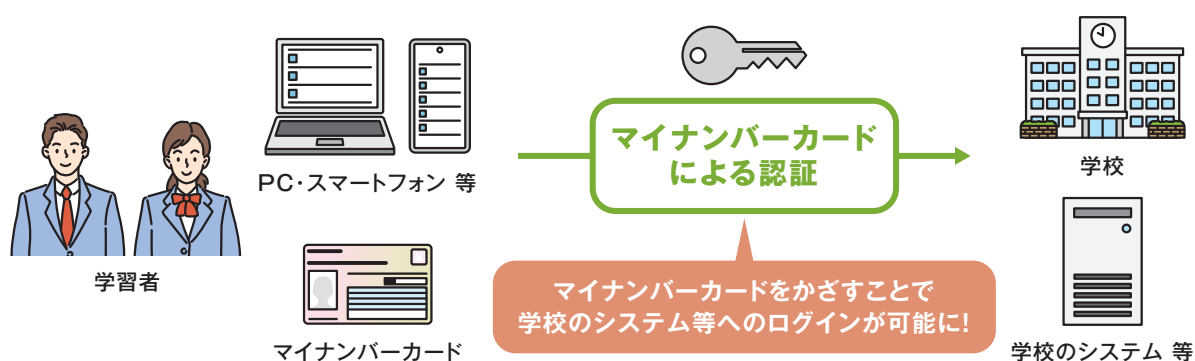 学習者
PC・スマートフォン 等
マイナンバーカード
マイナンバーカード
による認証
マイナンバーカードをかざすことで
学校のシステム等へのログインが可能に!
学校
学校のシステム 等